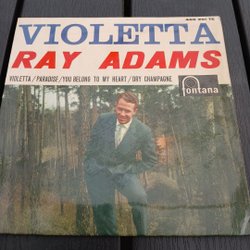 VIOLETTA
RAY ADAMS
VIOLETTA / PARADISE / YOU BELONG TO MY HEART / DRY CHAMPAGNE
fontana